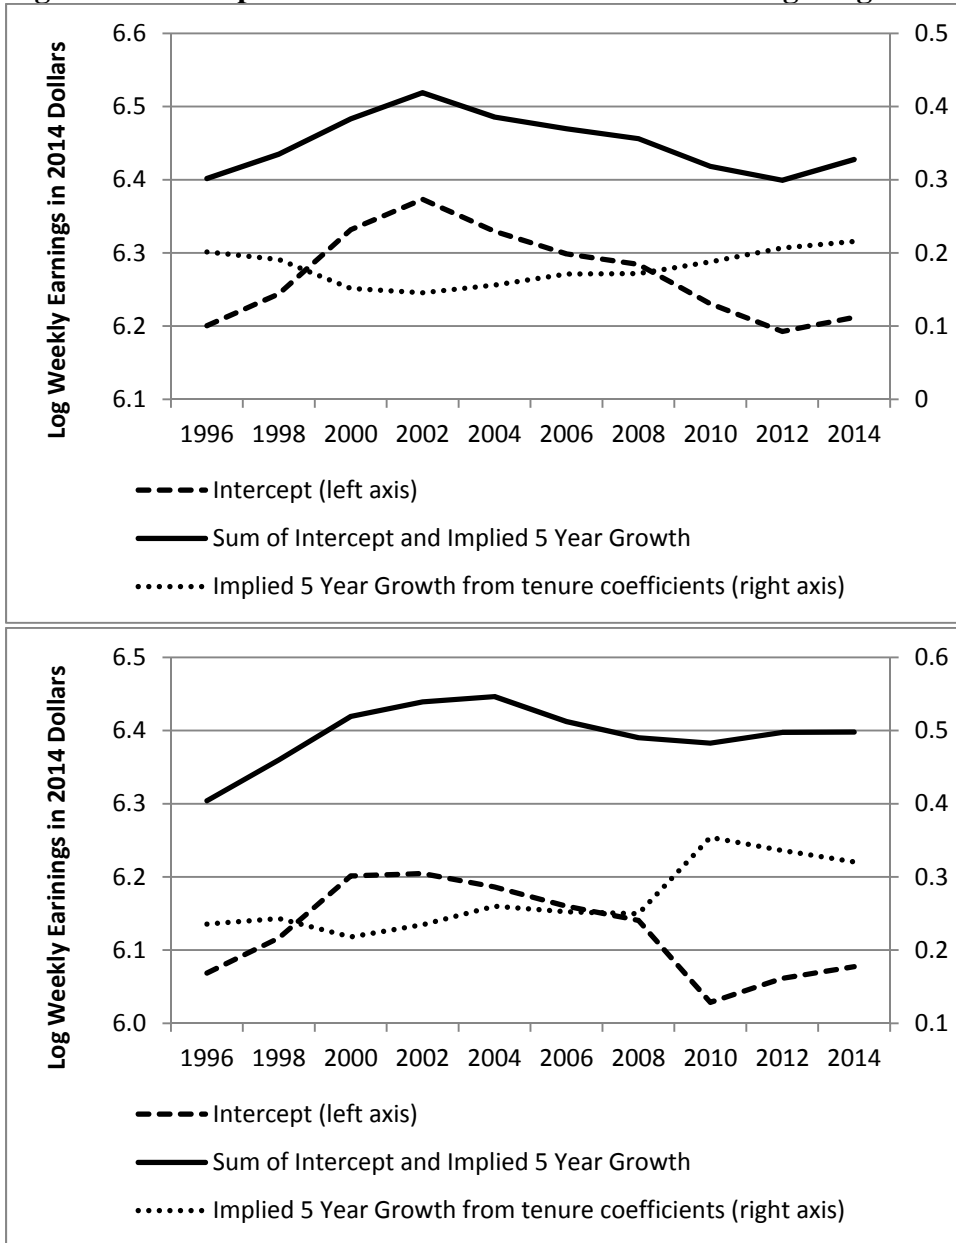 6.6
6.5
6.4
6.3
6.2
6.1
0.5
0.4
0.3
0.2
0.1
0
Log Weekly Earnings in 2014 Dollars
1996 1998 2000 2002 2004 2006 2008 2010 2012 2014
Intercept (left axis)
Sum of Intercept and Implied 5 Year Growth
Implied 5 Year Growth from tenure coefficients (right axis)
6.5
6.4
6.3
6.2
6.1
6.0
0.6
0.5
0.4
0.3
0.2
0.1
Log Weekly Earinings in 2014 Dollars
1996 1998 2000 2002 2004 2006 2008 2010 2012 2014
Intercept (left axis)
Sum of Intercept and Implied 5 Year Growth
Implied 5 Year Growth from tenure coefficients (right axis)